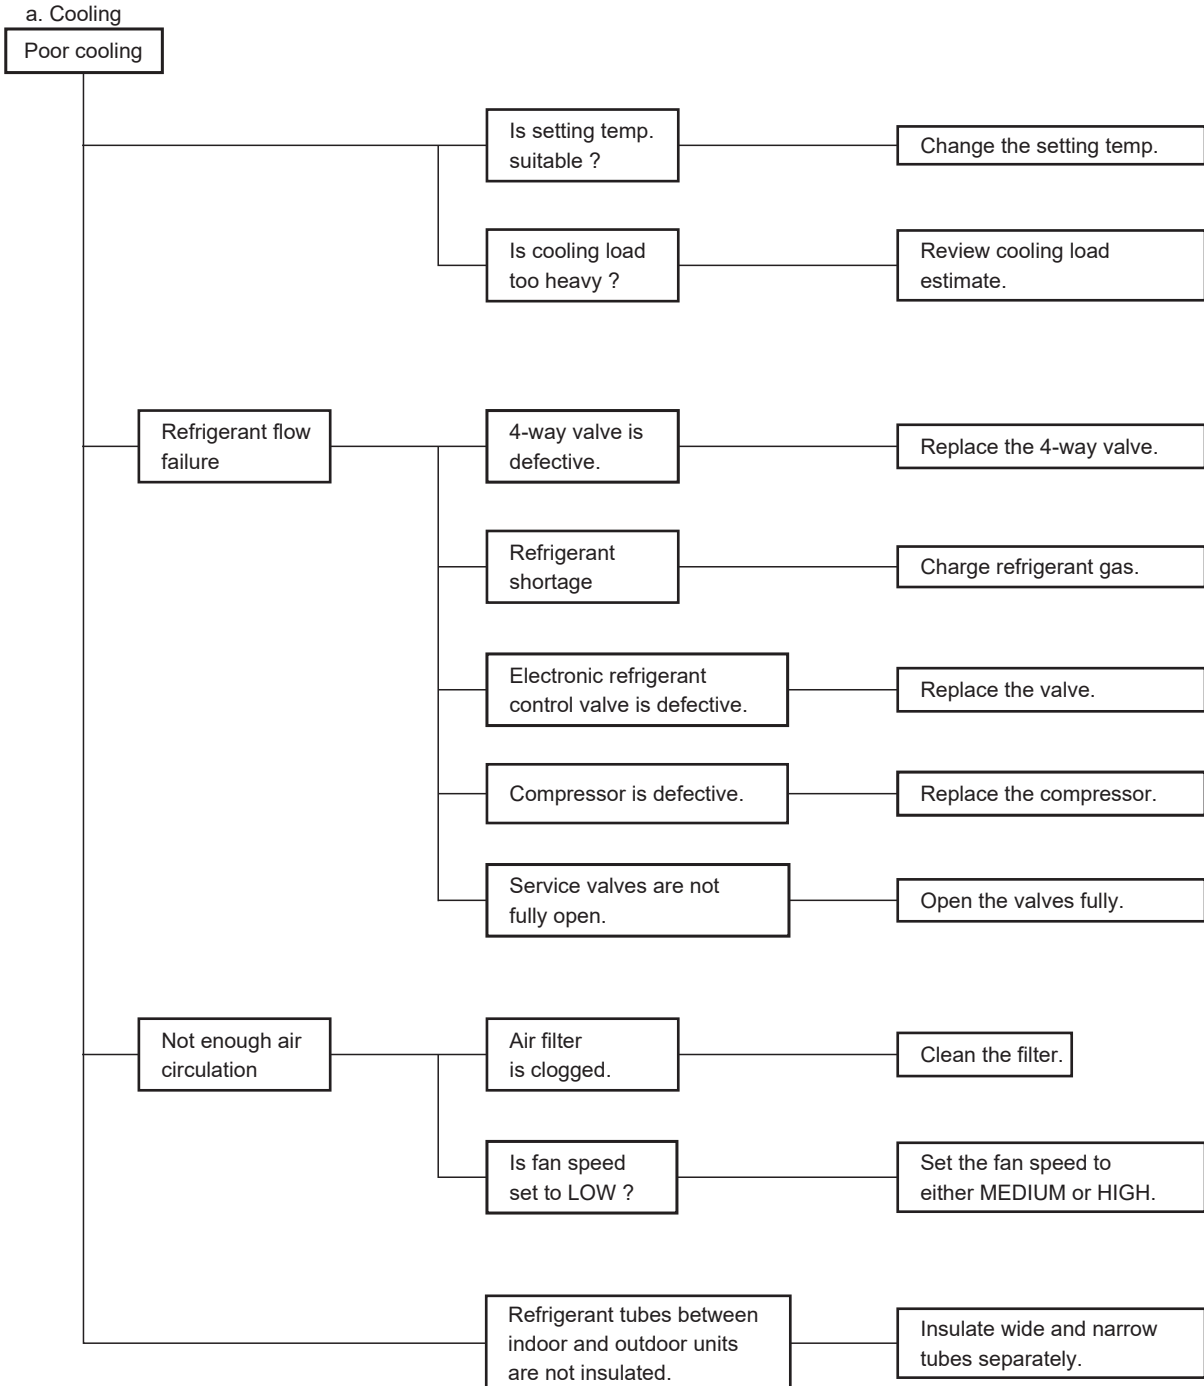 a. Cooling
Poor cooling
Is setting temp.
suitable ?
Change the setting temp.
Is cooling load
too heavy ?
Review cooling load
estimate.
Refrigerant flow
failure
4-way valve is
defective.
Replace the 4-way valve.
Refrigerant
shortage
Charge refrigerant gas.
Electronic refrigerant
control valve is defective.
Replace the valve.
Compressor is defective.
Replace the compressor.
Service valves are not
fully open.
Open the valves fully.
Not enough air
circulation
Air filter
is clogged.
Clean the filter.
Is fan speed
set to LOW ?
Set the fan speed to
either MEDIUM or HIGH.
Refrigerant tubes between
indoor and outdoor units
are not insulated.
Insulate wide and narrow
tubes separately.